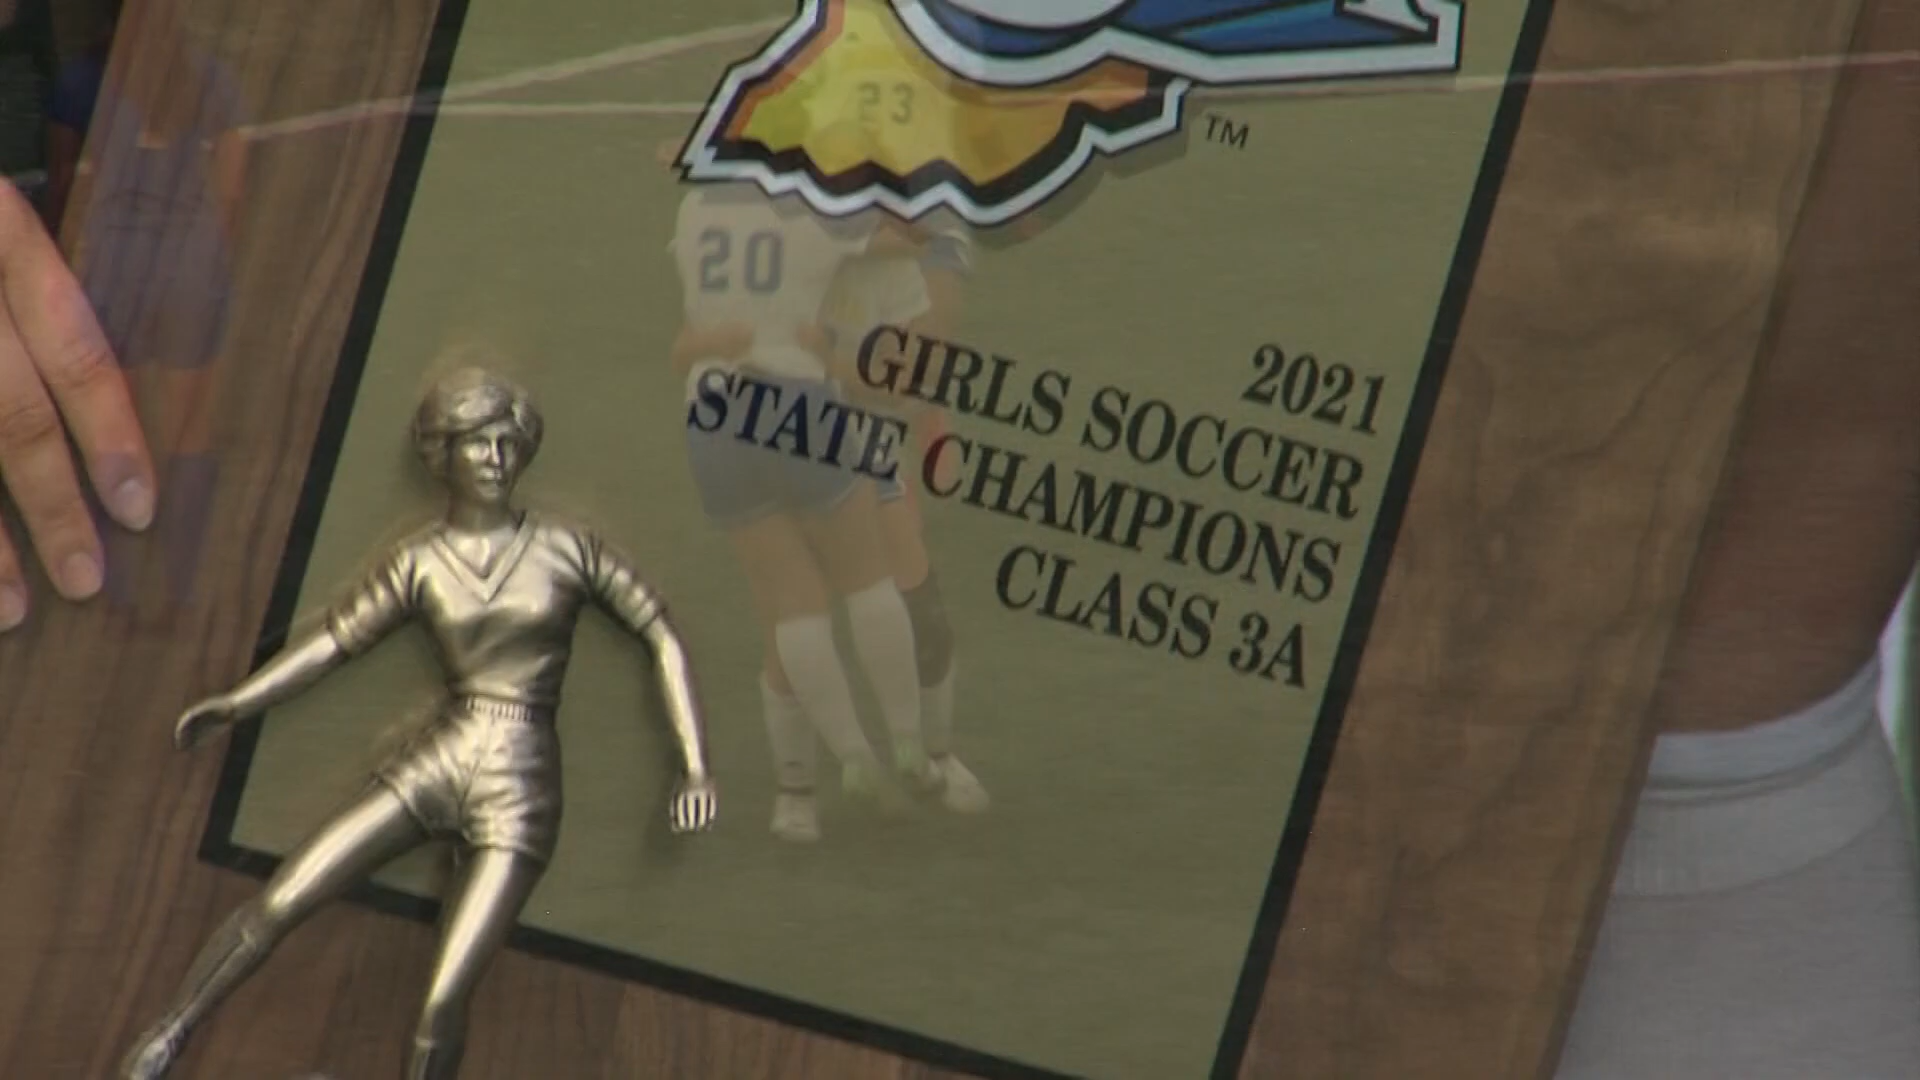 TM
23
20
2021
GIRLS SOCCER
STATE CHAMPIONS
CLASS 3A